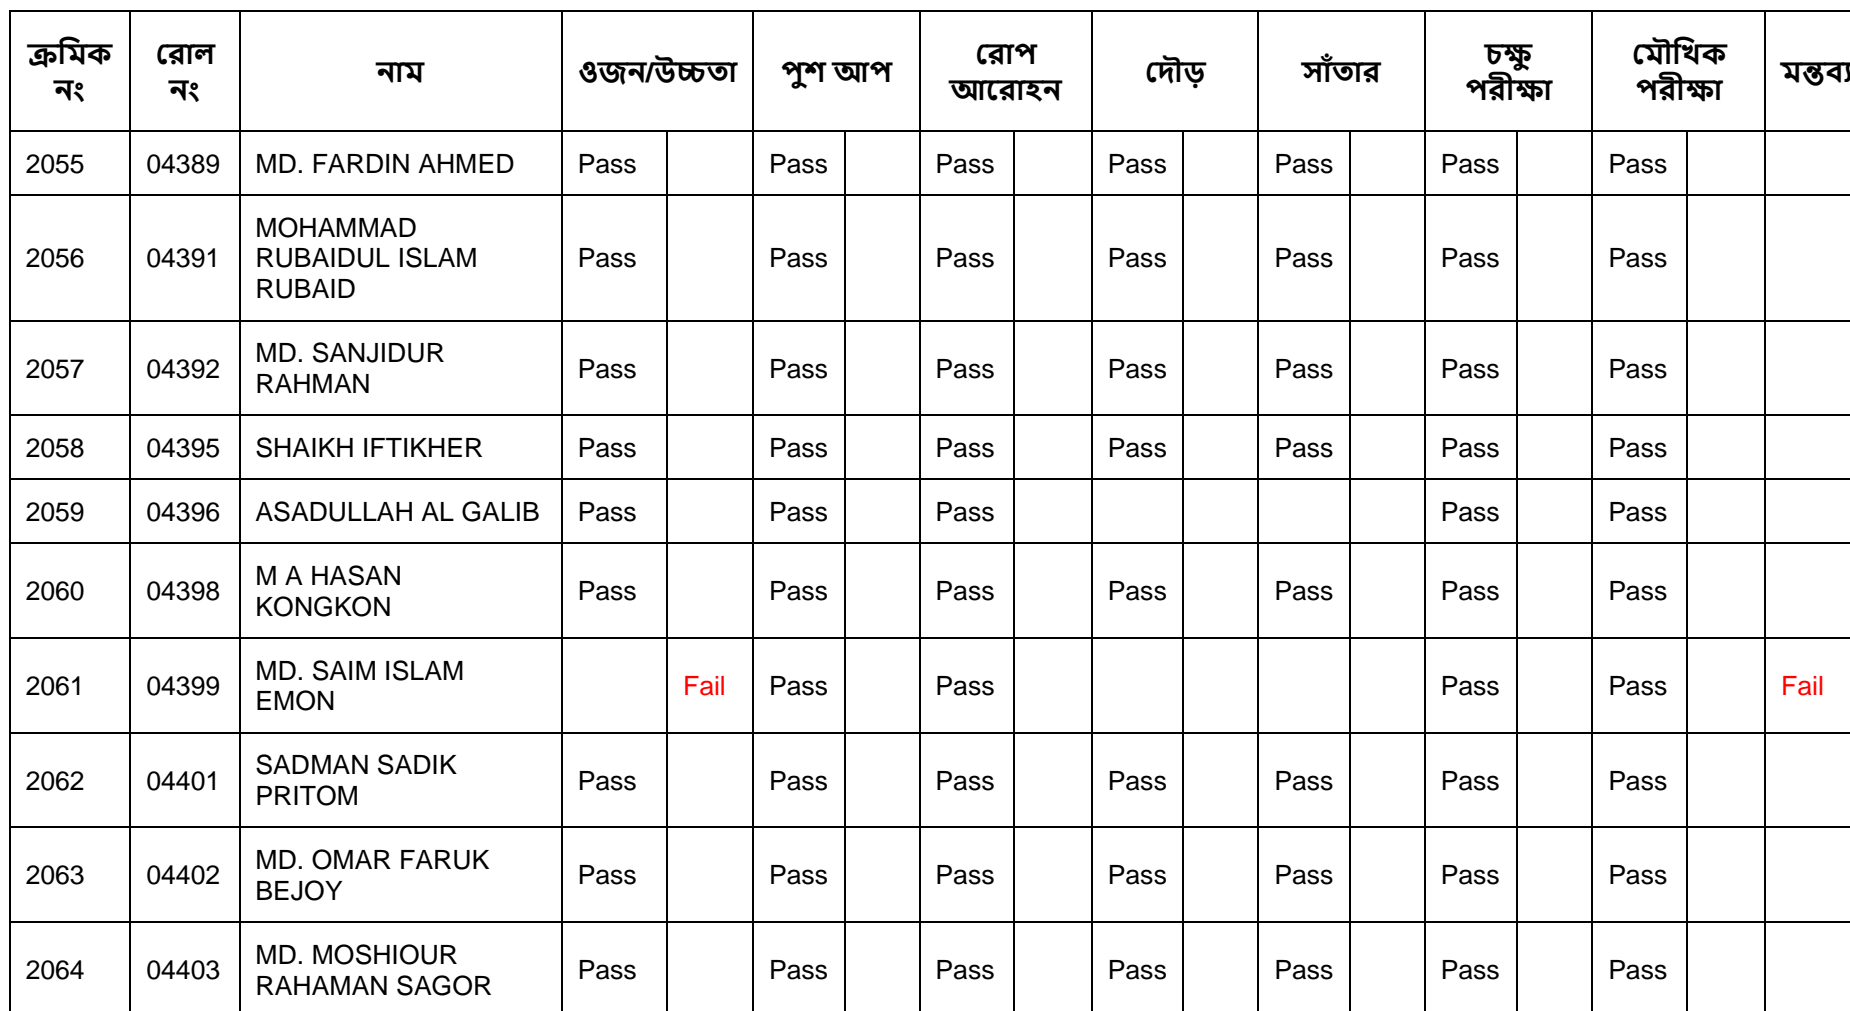 ক্রমিক নং রোল নং নাম ওজন/উচ্চতা পুশ আপ রোপ আরোহন দৌড় সাঁতার চক্ষু পরীক্ষা মৌখিক পরীক্ষা মন্তব্য
2055 04389 MD. FARDIN AHMED Pass Pass Pass Pass Pass Pass Pass
2056 04391 MOHAMMAD RUBAIDUL ISLAM RUBAID Pass Pass Pass Pass Pass Pass Pass
2057 04392 MD. SANJIDUR RAHMAN Pass Pass Pass Pass Pass Pass Pass
2058 04395 SHAIKH IFTIKHER Pass Pass Pass Pass Pass Pass Pass
2059 04396 ASADULLAH AL GALIB Pass Pass Pass Pass Pass
2060 04398 M A HASAN KONGKON Pass Pass Pass Pass Pass Pass Pass
2061 04399 MD. SAIM ISLAM EMON Fail Pass Pass Pass Pass Fail
2062 04401 SADMAN SADIK PRITOM Pass Pass Pass Pass Pass Pass Pass
2063 04402 MD. OMAR FARUK BEJOY Pass Pass Pass Pass Pass Pass Pass
2064 04403 MD. MOSHIOUR RAHAMAN SAGOR Pass Pass Pass Pass Pass Pass Pass